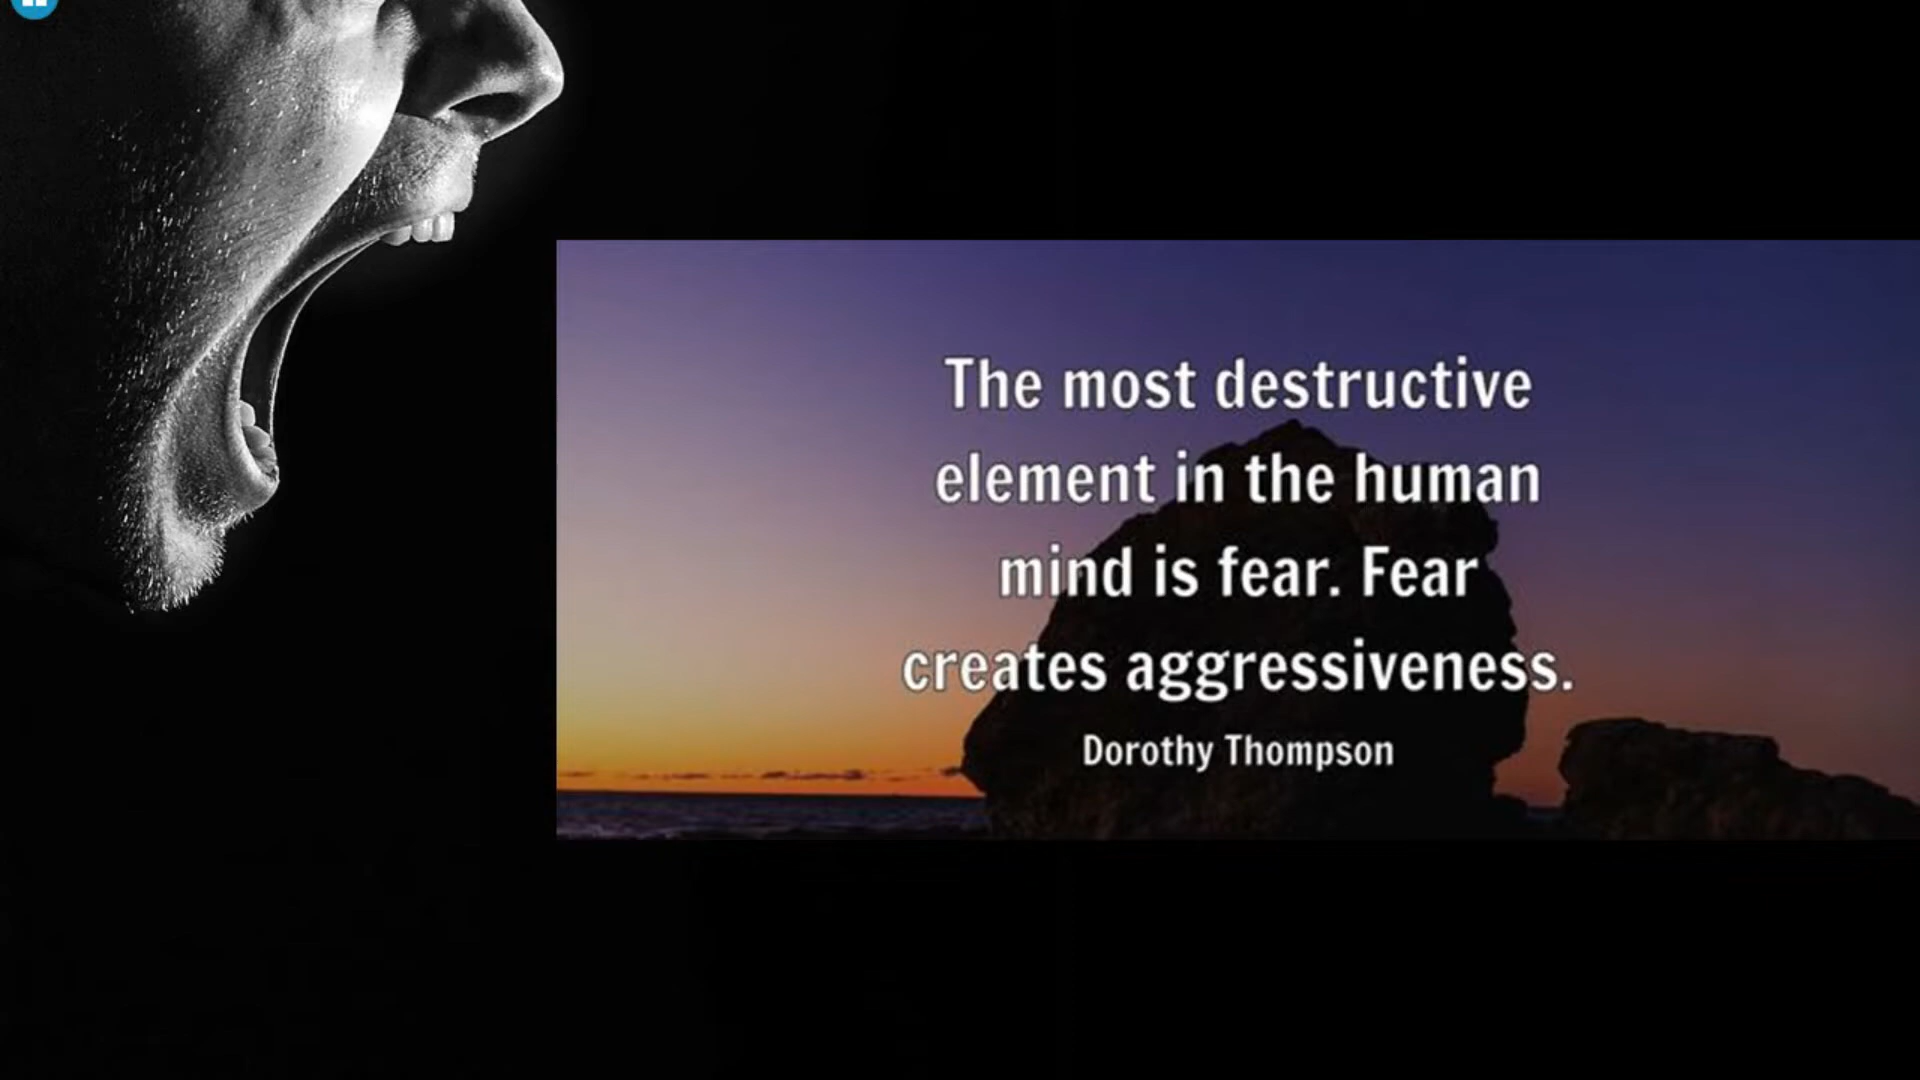 The most destructive
element in the human
mind is fear. Fear
creates aggressiveness.
Dorothy Thompson